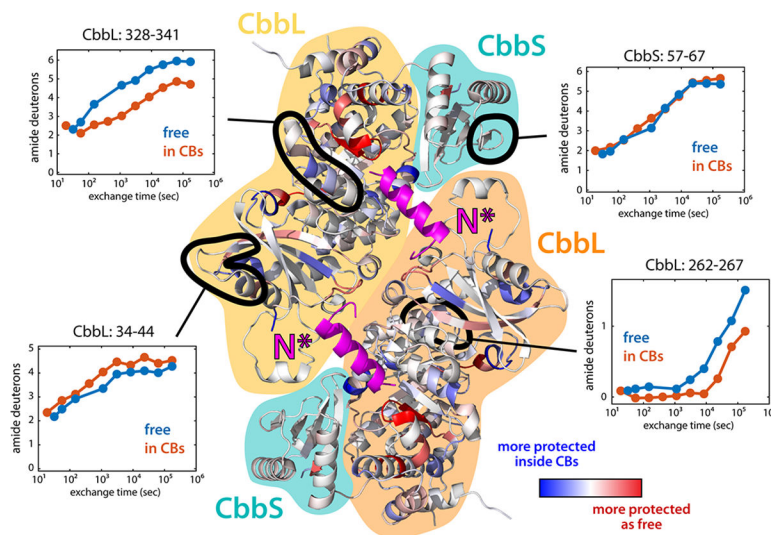 CbbL: 328-341
amide deuterons
6
5
4
3
2
1
0
free
in CBs
10¹ 10² 10³ 10⁴ 10⁵ 10⁶
exchange time (sec)
CbbL
CbbS
CbbS: 57-67
amide deuterons
6
5
4
3
2
1
0
free
in CBs
10¹ 10² 10³ 10⁴ 10⁵ 10⁶
exchange time (sec)
N*
CbbL
CbbL: 34-44
amide deuterons
5
4
3
2
1
0
free
in CBs
10¹ 10² 10³ 10⁴ 10⁵ 10⁶
exchange time (sec)
N*
CbbS
CbbL: 262-267
amide deuterons
1
0
free
in CBs
10¹ 10² 10³ 10⁴ 10⁵ 10⁶
exchange time (sec)
more protected
inside CBs
more protected
as free